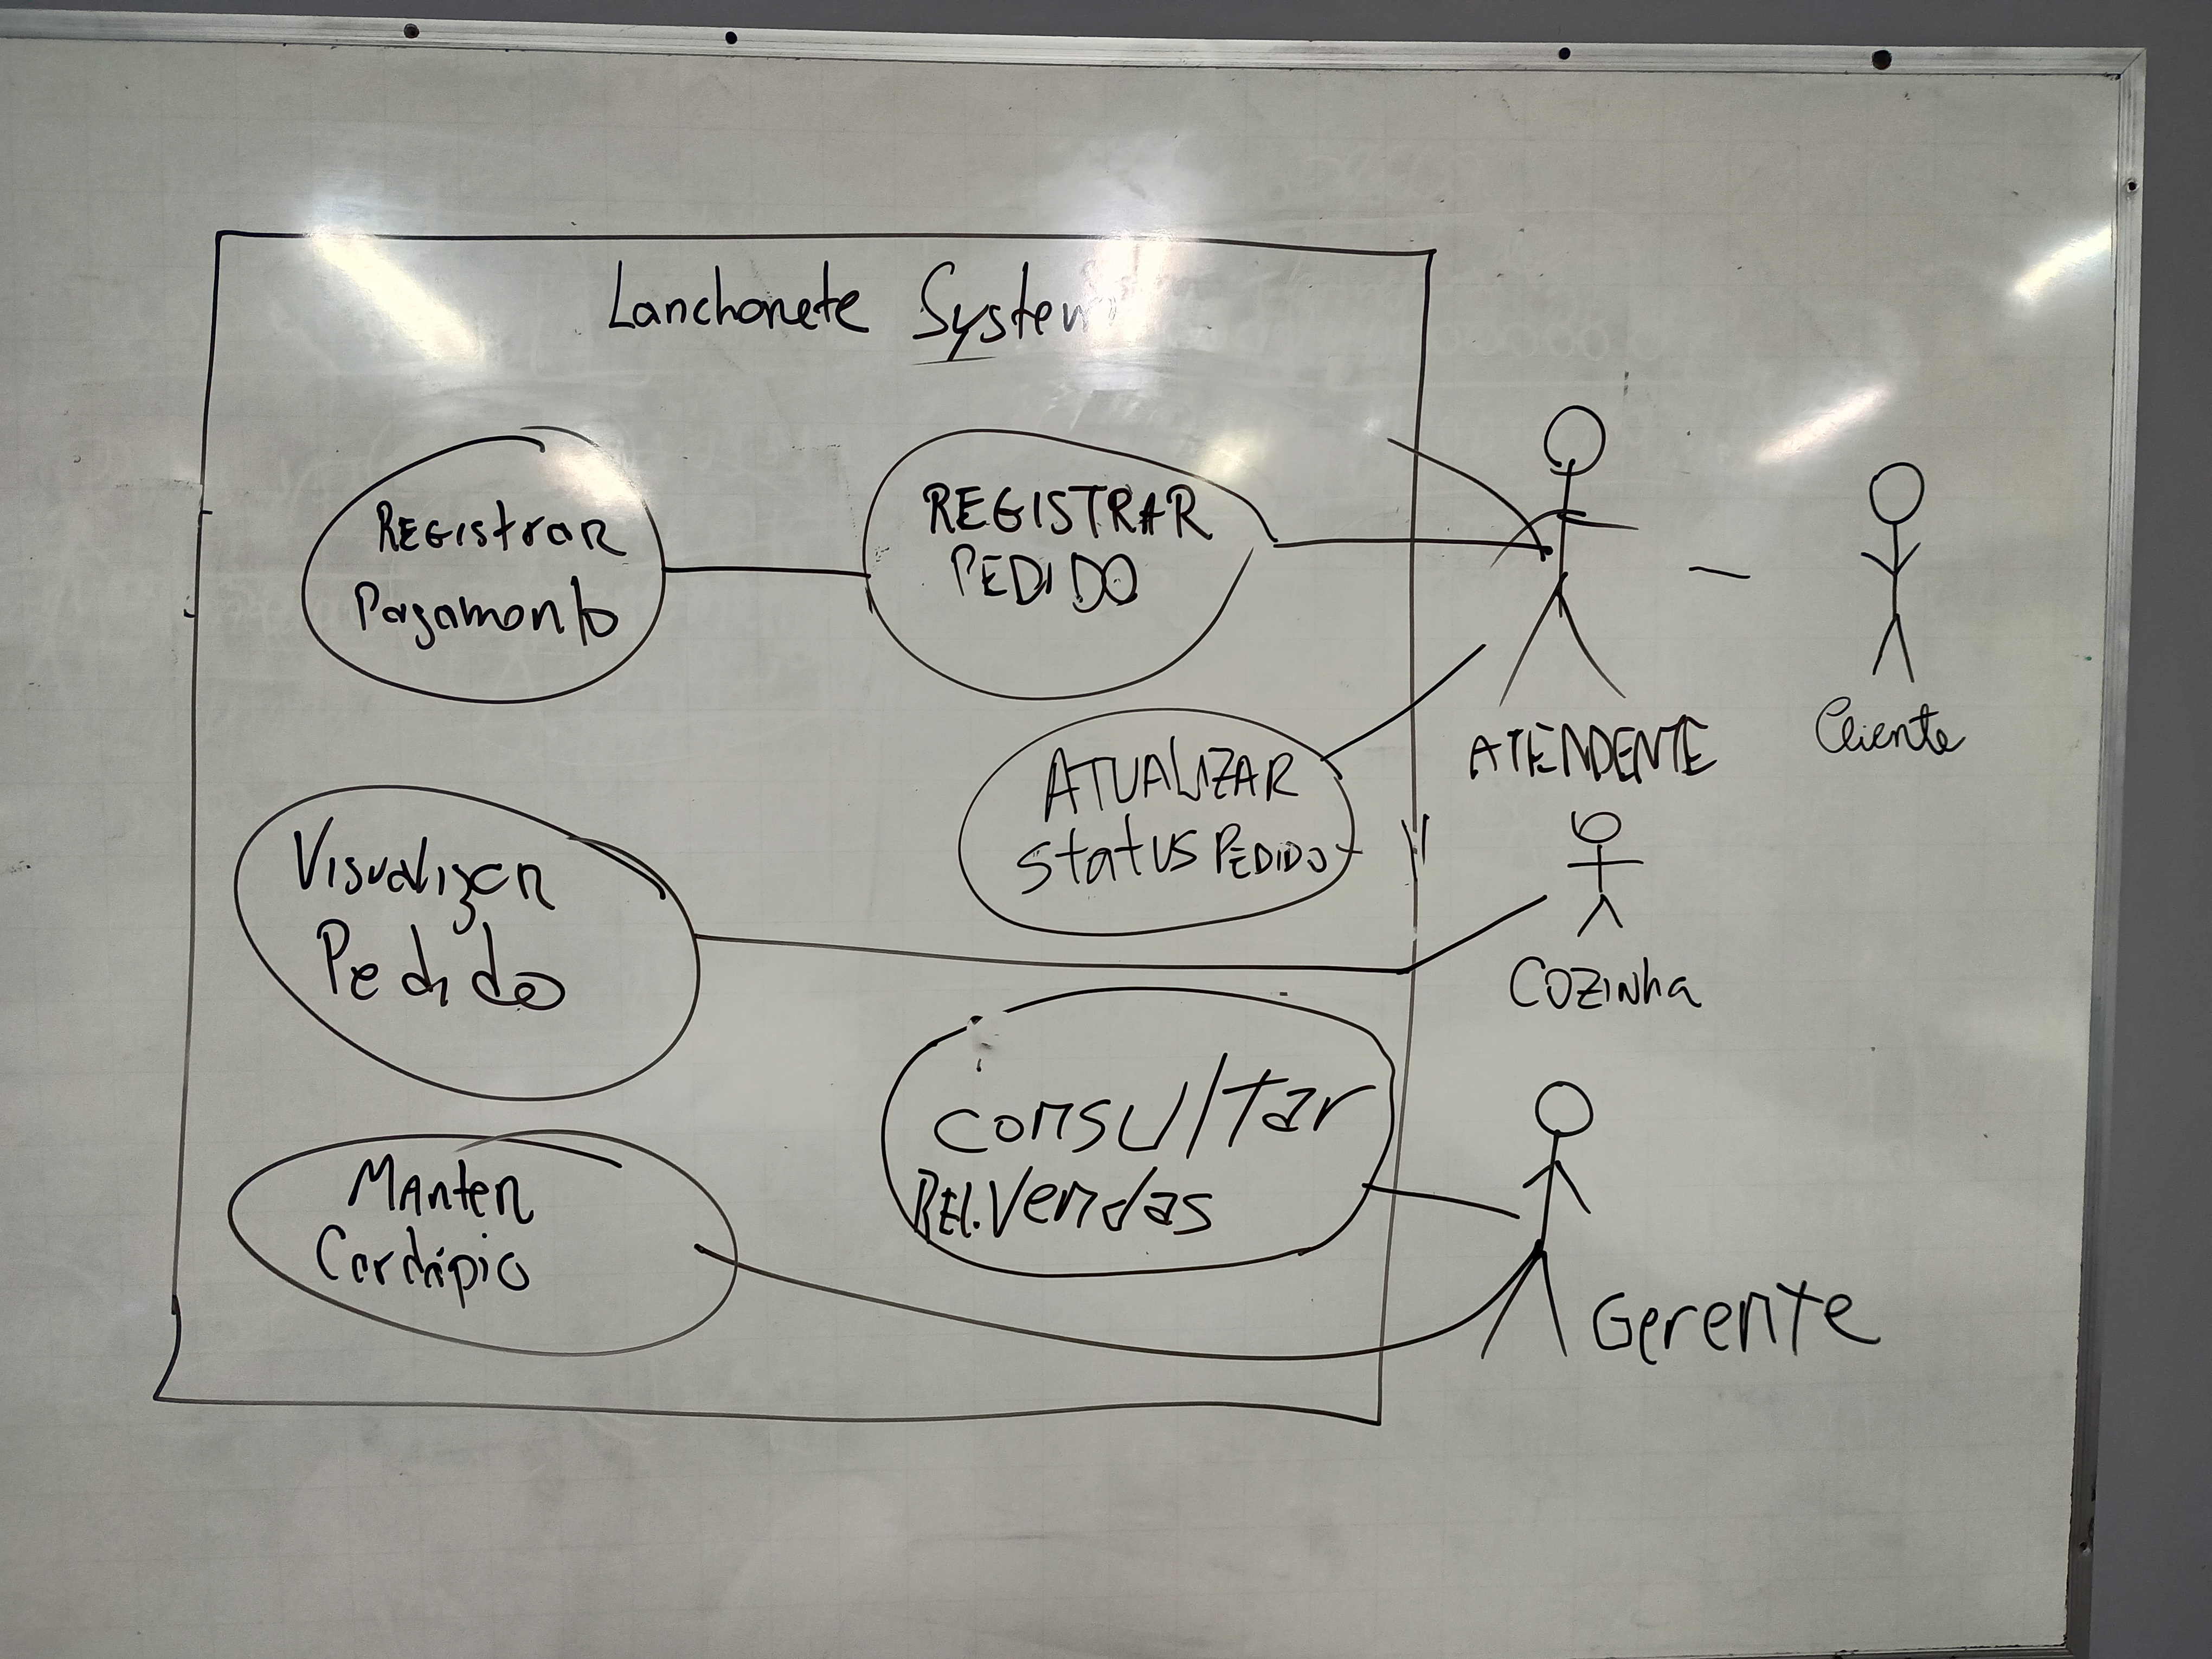 Lanchonete System
REGIstrar
Pagamento
REGISTRAR
PEDIDO
ATENDENTE
Cliente
ATUALIZAR
Status PEDIDO
Visualizar
Pedido
COZINha
consultar
REL. Vendas
MAnter
Cardápio
Gerente